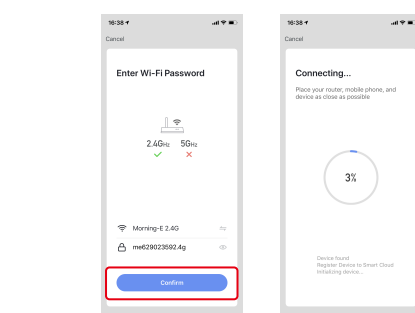 16:38
Cancel
Enter Wi-Fi Password
2.4GHz 5GHz
Morning-E 2.4G
me629023592.4g
Confirm
16:38
Cancel
Connecting...
Place your router, mobile phone, and
device as close as possible
3%
Device found
Register Device to Smart Cloud
Initializing device...